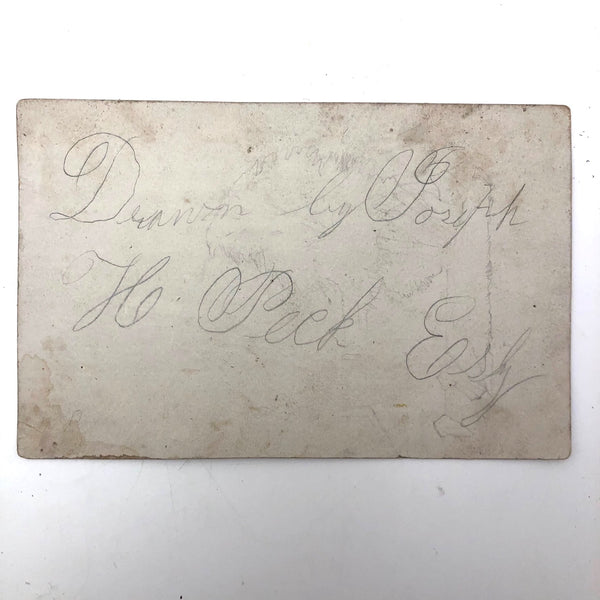 Drawn by Joseph
H. Peck Esq